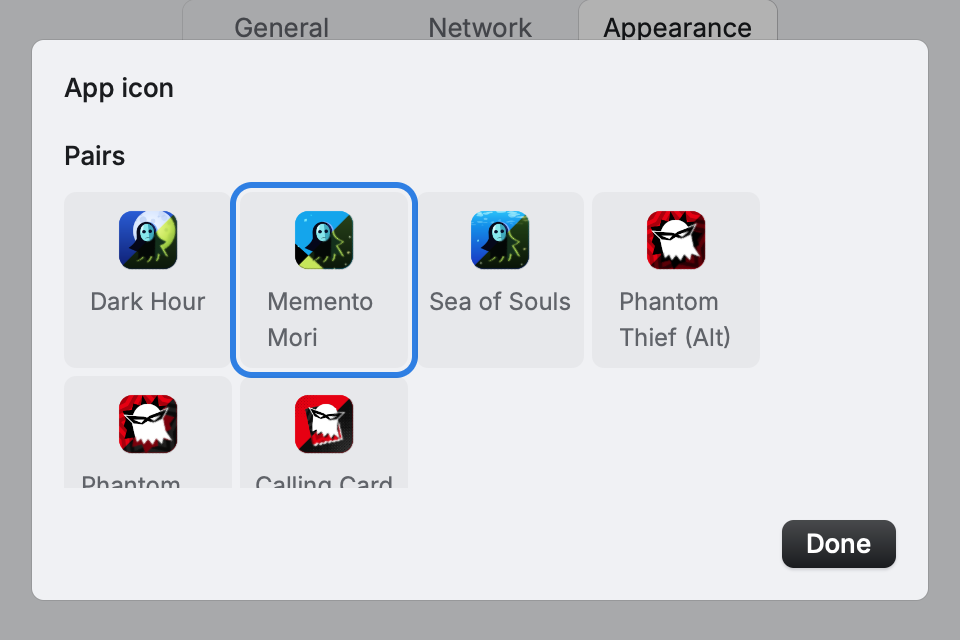 General
Network
Appearance
App icon
Pairs
Dark Hour
Memento
Mori
Sea of Souls
Phantom
Thief (Alt)
Phantom
Calling Card
Done